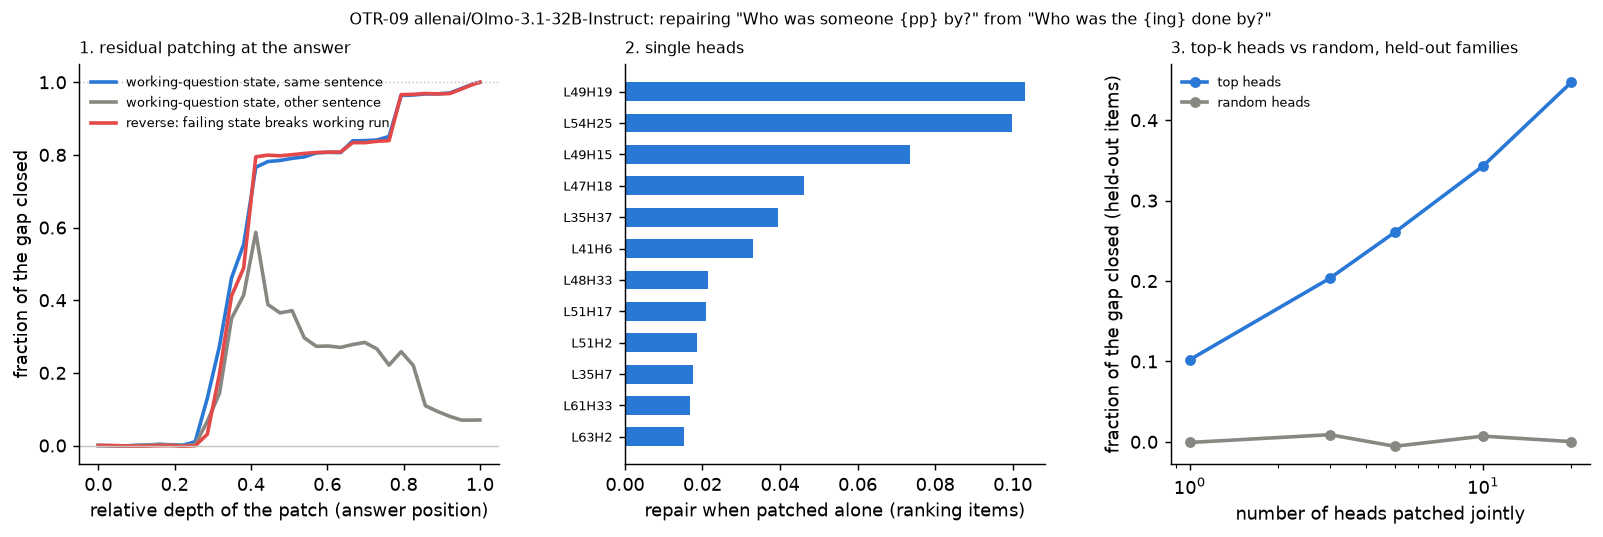 OTR-09 allenai/Olmo-3.1-32B-Instruct: repairing "Who was someone {pp} by?" from "Who was the {ing} done by?"
1. residual patching at the answer
working-question state, same sentence
working-question state, other sentence
reverse: failing state breaks working run
fraction of the gap closed
1.0
0.8
0.6
0.4
0.2
0.0
0.0 0.2 0.4 0.6 0.8 1.0
relative depth of the patch (answer position)
2. single heads
L49H19
L54H25
L49H15
L47H18
L35H37
L41H6
L48H33
L51H17
L51H2
L35H7
L61H33
L63H2
0.00 0.02 0.04 0.06 0.08 0.10
repair when patched alone (ranking items)
3. top-k heads vs random, held-out families
top heads
random heads
fraction of the gap closed (held-out items)
0.4
0.3
0.2
0.1
0.0
10⁰ 10¹
number of heads patched jointly